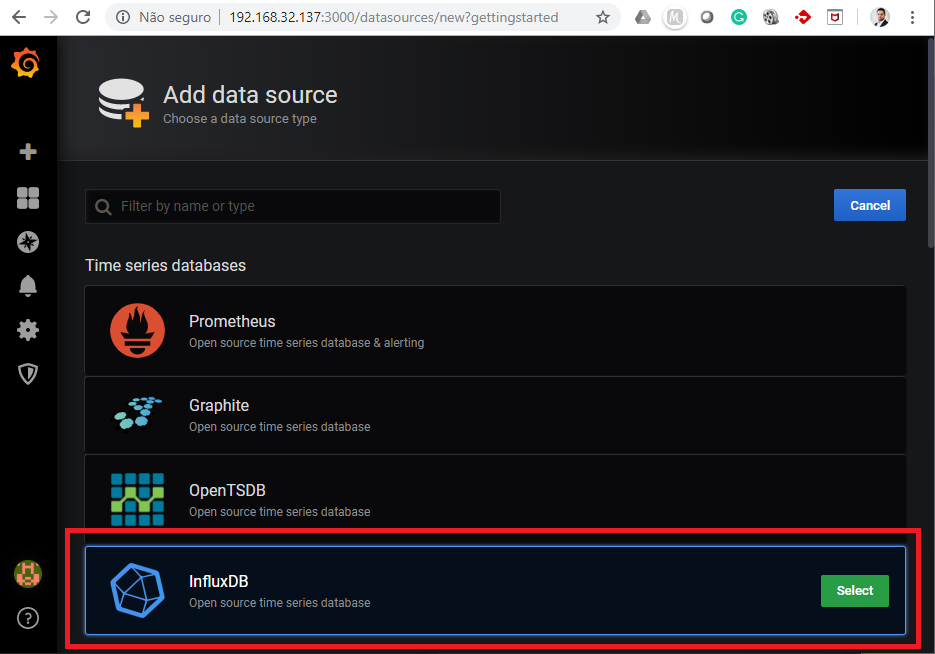 Não seguro
192.168.32.137:3000/datasources/new?gettingstarted
Add data source
Choose a data source type
Filter by name or type
Cancel
Time series databases
Prometheus
Open source time series database & alerting
Graphite
Open source time series database
OpenTSDB
Open source time series database
InfluxDB
Open source time series database
Select